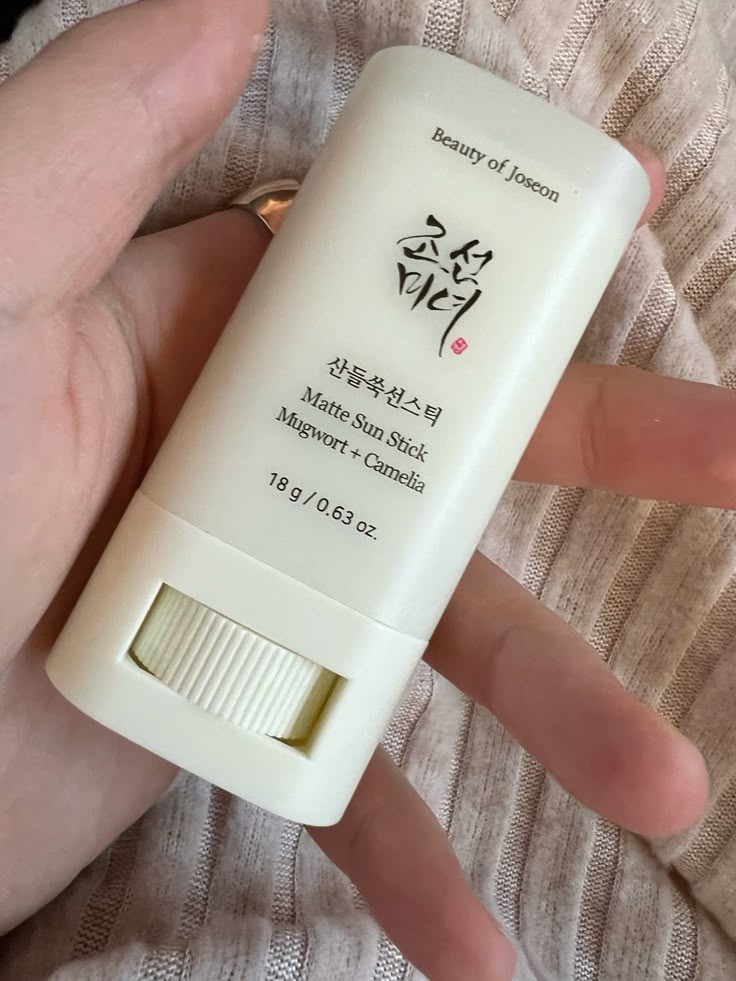 Beauty of Joseon
조선
미녀
산들쑥선스틱
Matte Sun Stick
Mugwort + Camelia
18 g / 0.63 oz.